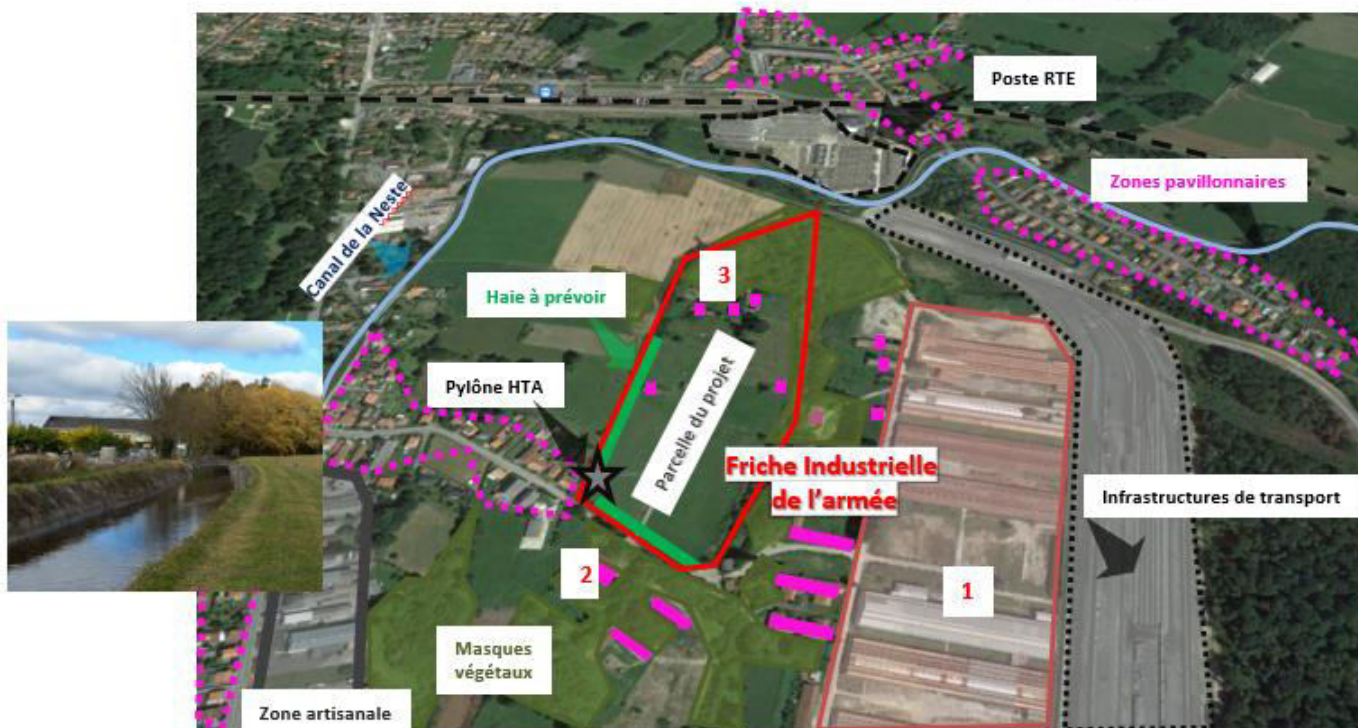 Poste RTE
Zones pavillonnaires
Canal de la Neste
3
Haie à prévoir
Pylône HTA
Parcelle du projet
Friche Industrielle
de l’armée
Infrastructures de transport
2
1
Masques
végétaux
Zone artisanale